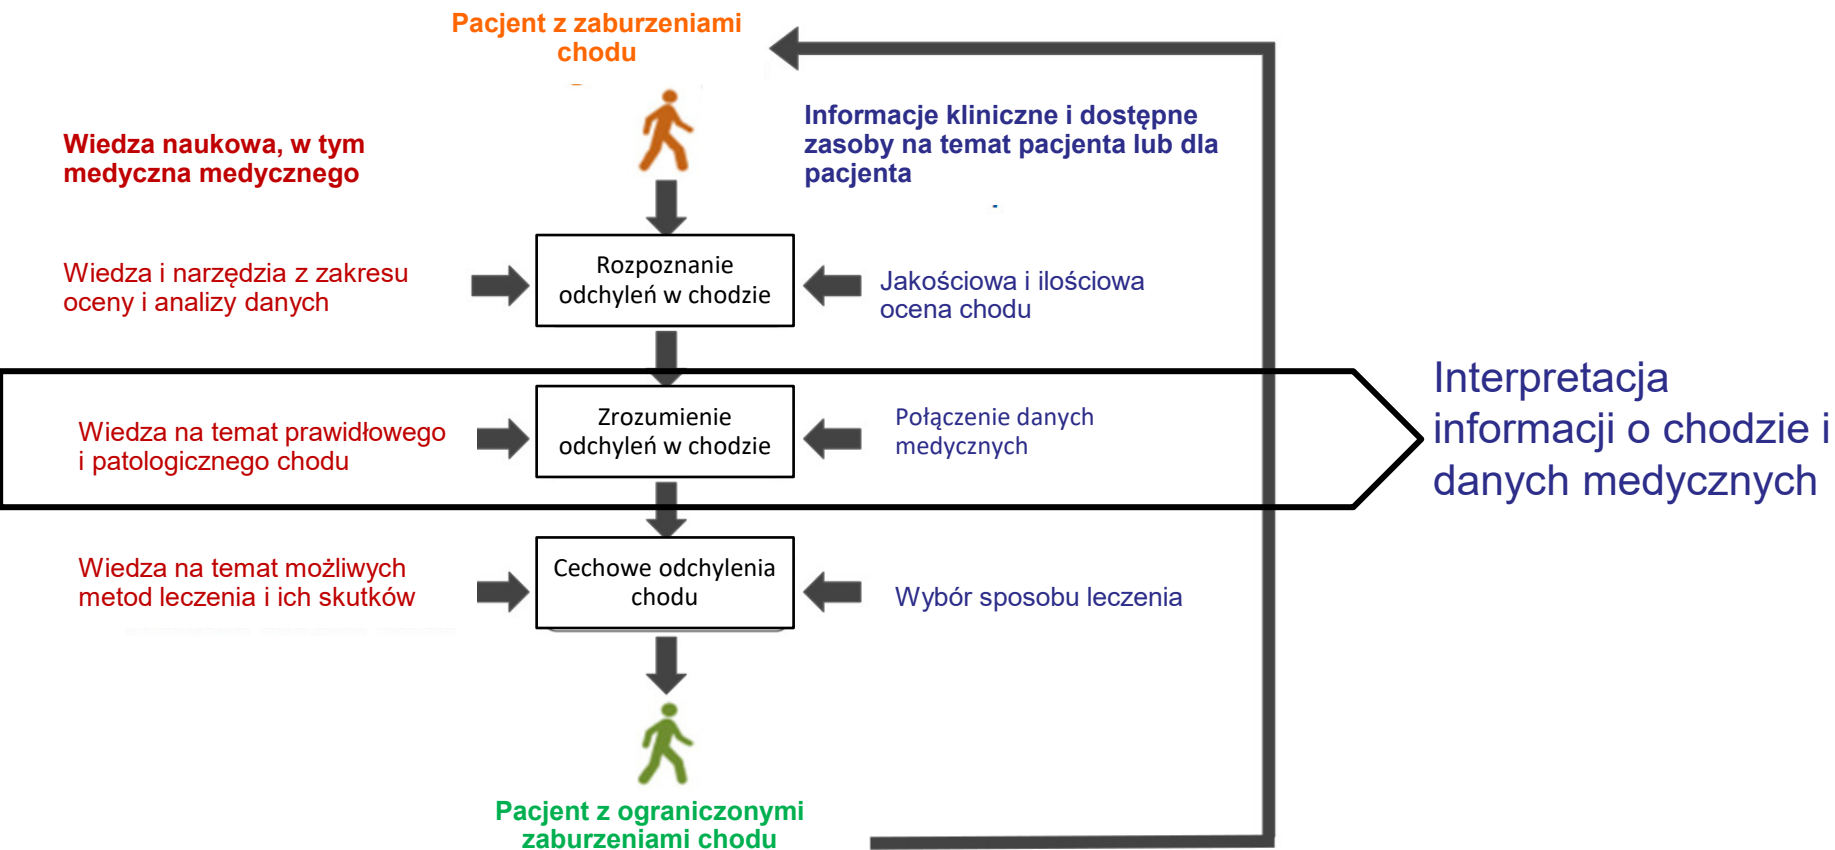 Pacjent z zaburzeniami
chodu
Wiedza naukowa, w tym
medyczna medycznego
Informacje kliniczne i dostępne
zasoby na temat pacjenta lub dla
pacjenta
Wiedza i narzędzia z zakresu
oceny i analizy danych
Rozpoznanie
odchyleń w chodzie
Jakościowa i ilościowa
ocena chodu
Wiedza na temat prawidłowego
i patologicznego chodu
Zrozumienie
odchyleń w chodzie
Połączenie danych
medycznych
Interpretacja
informacji o chodzie i
danych medycznych
Wiedza na temat możliwych
metod leczenia i ich skutków
Cechowe odchylenia
chodu
Wybór sposobu leczenia
Pacjent z ograniczonymi
zaburzeniami chodu